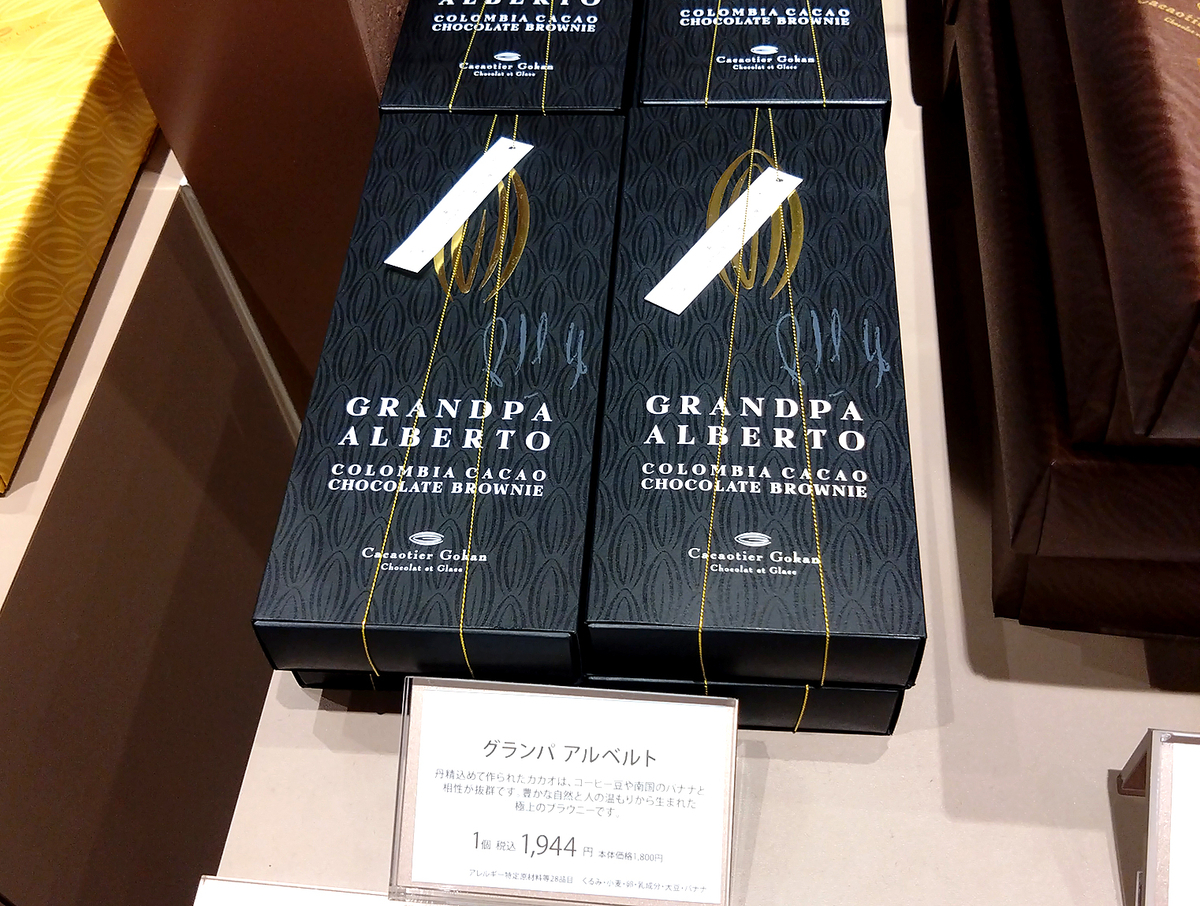 ALBERTO
COLOMBIA CACAO
CHOCOLATE BROWNIE
Cacaotier Gokan
Chocolat et Glace
COLOMBIA CACAO
CHOCOLATE BROWNIE
Cacaotier Gokan
Chocolat et Glace
GRANDPA
ALBERTO
COLOMBIA CACAO
CHOCOLATE BROWNIE
Cacaotier Gokan
Chocolat et Glace
GRANDPA
ALBERTO
COLOMBIA CACAO
CHOCOLATE BROWNIE
Cacaotier Gokan
Chocolat et Glace
グランパ アルベルト
丹精込めて作られたカカオは、コーヒー豆や南国のバナナと
相性が抜群です。豊かな自然と人の温もりから生まれた
極上のブラウニーです。
1個 税込 1,944 円 本体価格1,800円
アレルギー特定原材料等28品目 くるみ・小麦・卵・乳成分・大豆・バナナ